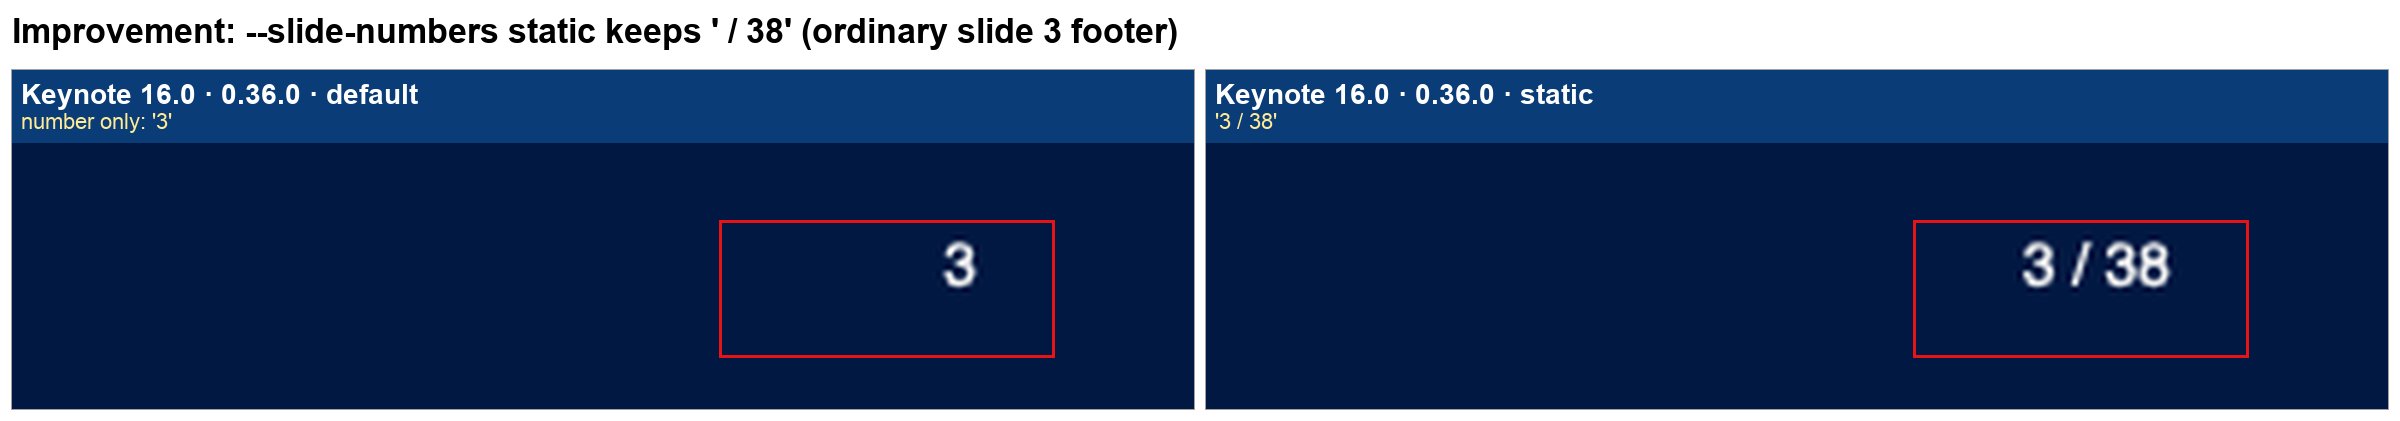 Improvement: --slide-numbers static keeps ' / 38' (ordinary slide 3 footer)
Keynote 16.0 · 0.36.0 · default
number only: '3'
3
Keynote 16.0 · 0.36.0 · static
'3 / 38'
3 / 38